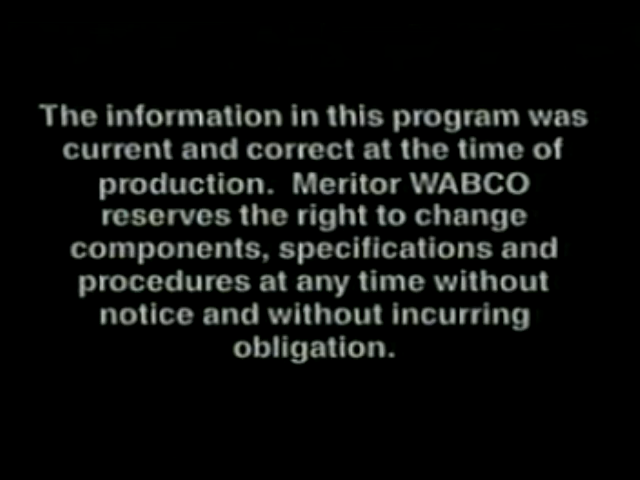 The information in this program was
current and correct at the time of
production.  Meritor WABCO
reserves the right to change
components, specifications and
procedures at any time without
notice and without incurring
obligation.